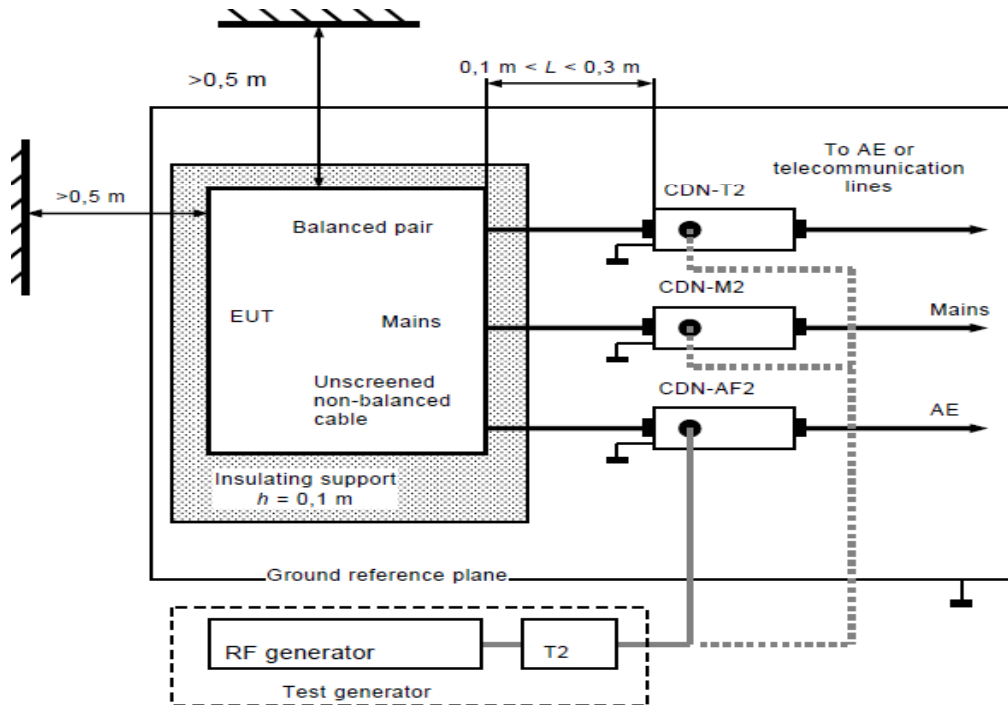 >0,5 m
0,1 m < L < 0,3 m
To AE or
telecommunication
lines
>0,5 m
CDN-T2
Balanced pair
CDN-M2
EUT
Mains
Mains
Unscreened
non-balanced
cable
CDN-AF2
AE
Insulating support
h = 0,1 m
Ground reference plane
RF generator
T2
Test generator